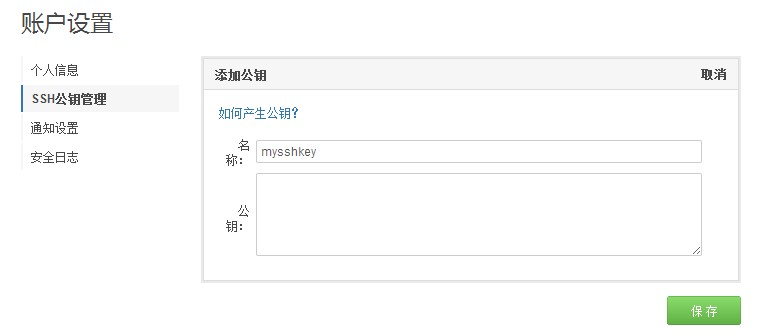 账户设置
个人信息
SSH公钥管理
通知设置
安全日志
添加公钥 取消
如何产生公钥?
名
称：
mysshkey
公
钥：
保存